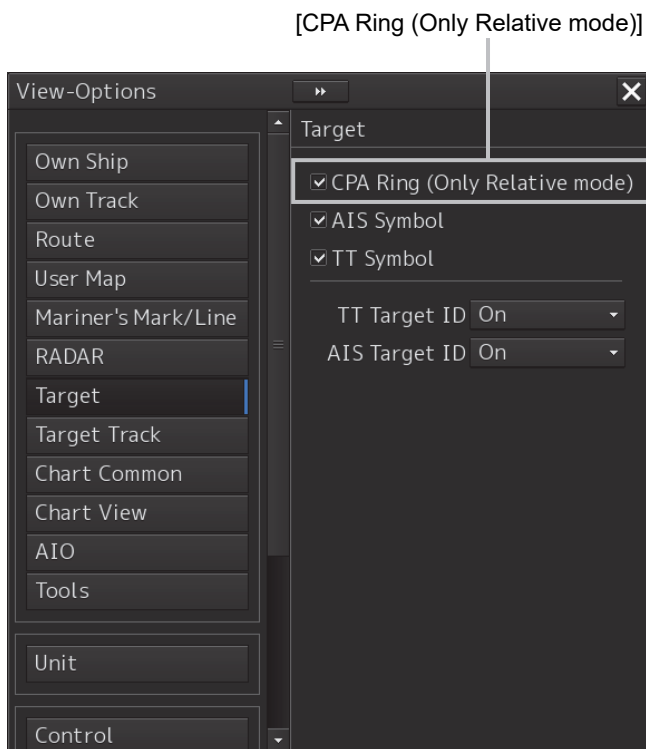 [CPA Ring (Only Relative mode)]
View-Options
Own Ship
Own Track
Route
User Map
Mariner's Mark/Line
RADAR
Target
Target Track
Chart Common
Chart View
AIO
Tools
Unit
Control
Target
CPA Ring (Only Relative mode)
AIS Symbol
TT Symbol
TT Target ID On
AIS Target ID On